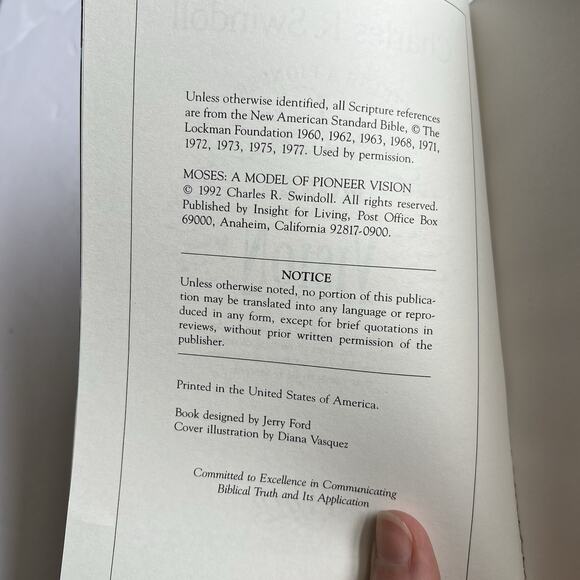 Unless otherwise identified, all Scripture references
are from the New American Standard Bible, © The
Lockman Foundation 1960, 1962, 1963, 1968, 1971,
1972, 1973, 1975, 1977. Used by permission.
MOSES: A MODEL OF PIONEER VISION
© 1992 Charles R. Swindoll. All rights reserved.
Published by Insight for Living, Post Office Box
69000, Anaheim, California 92817-0900.
NOTICE
Unless otherwise noted, no portion of this publica-
tion may be translated into any language or repro-
duced in any form, except for brief quotations in
reviews, without prior written permission of the
publisher.
Printed in the United States of America.
Book designed by Jerry Ford
Cover illustration by Diana Vasquez
Committed to Excellence in Communicating
Biblical Truth and Its Application